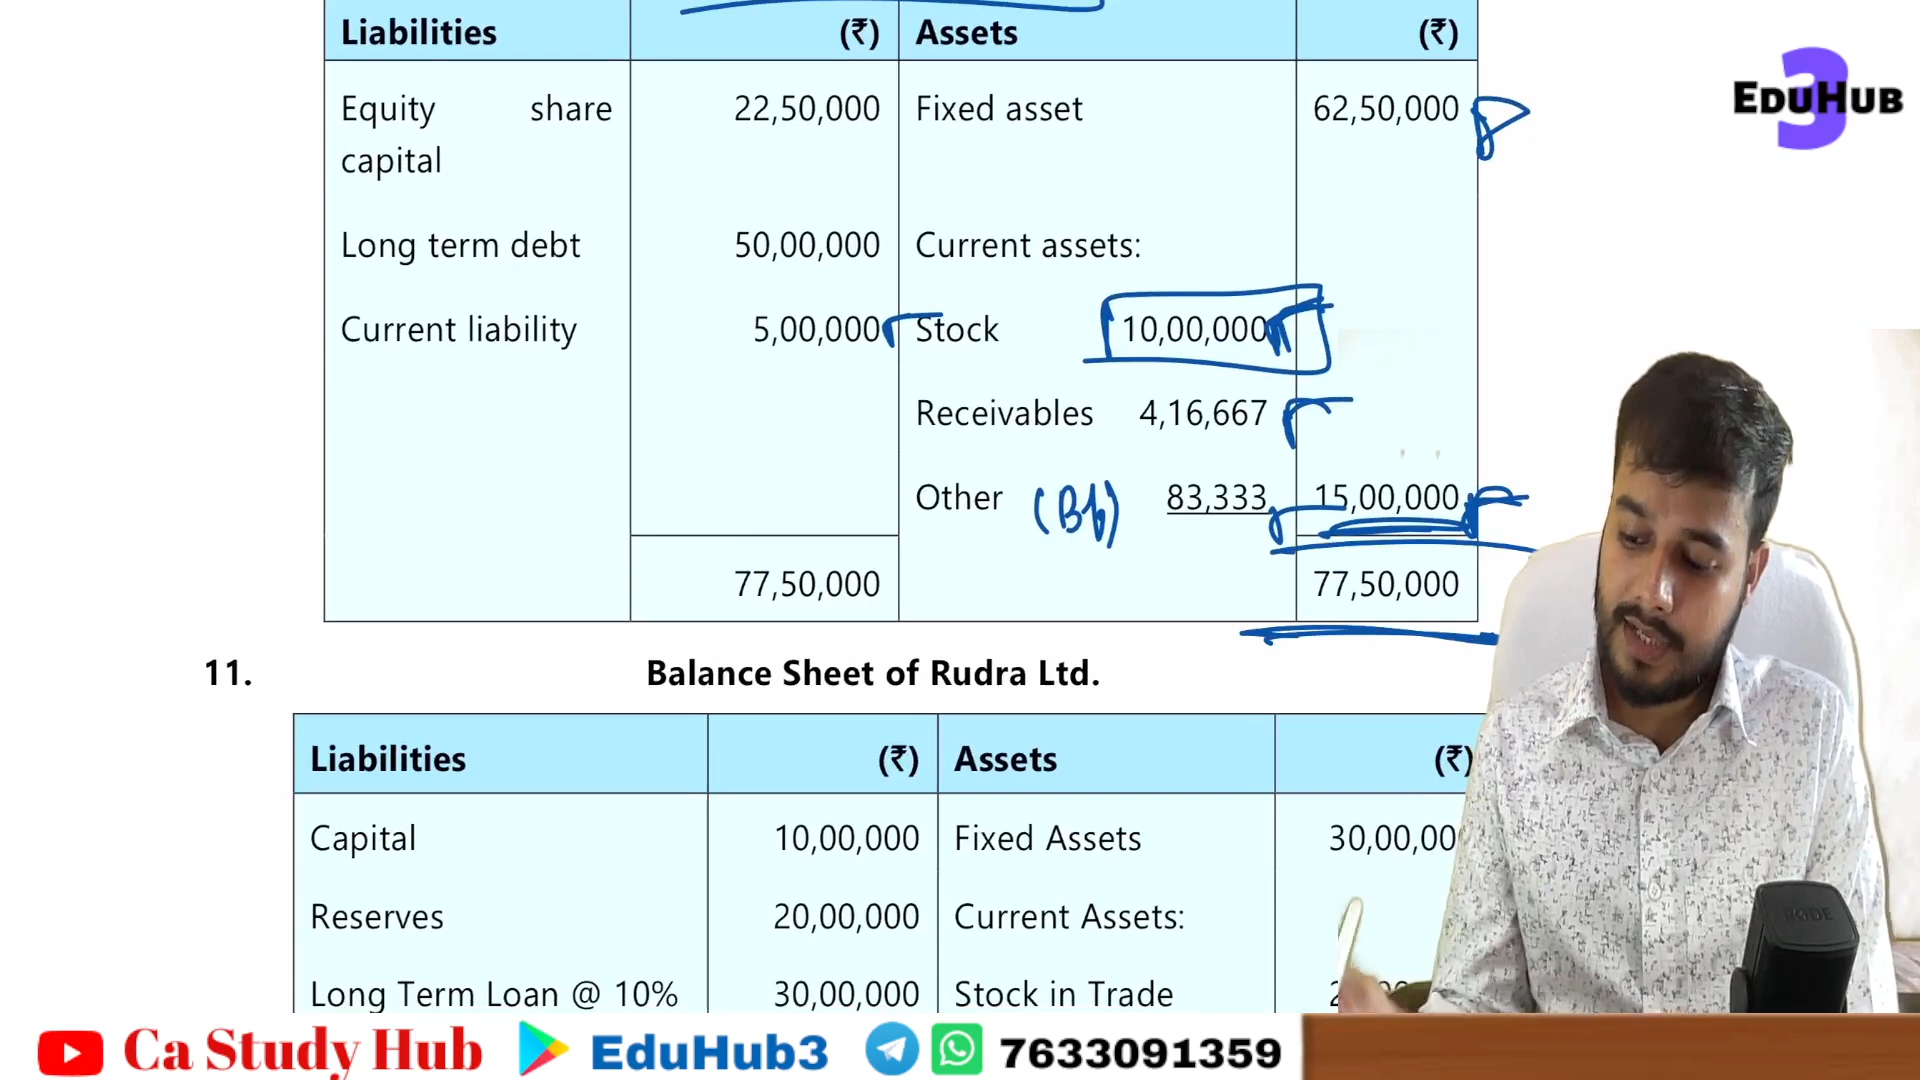 Liabilities (₹) Assets (₹)
Equity share capital 22,50,000 Fixed asset 62,50,000
Long term debt 50,00,000 Current assets:
Current liability 5,00,000 Stock 10,00,000
Receivables 4,16,667
Other (Bf) 83,333 15,00,000
77,50,000 77,50,000
11. Balance Sheet of Rudra Ltd.
Liabilities (₹) Assets (₹)
Capital 10,00,000 Fixed Assets
Reserves 20,00,000 Current Assets:
Long Term Loan @ 10% 30,00,000 Stock in Trade
3
EDUHUB
RØDE
Ca Study Hub EduHub3 7633091359